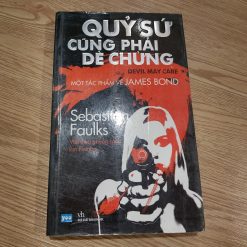 QUỶ SỨ
CŨNG PHẢI
DÈ CHỪNG
DEVIL MAY CARE
MỘT TÁC PHẨM VỀ JAMES BOND
Sebastian
Faulks